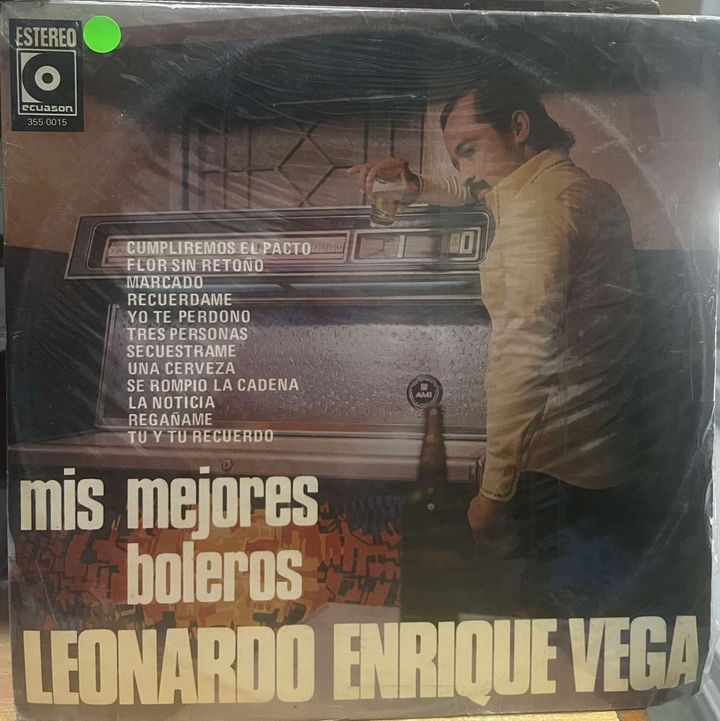 ESTEREO
ecuason
355-0015
CUMPLIREMOS EL PACTO
FLOR SIN RETOÑO
MARCADO
RECUERDAME
YO TE PERDONO
TRES PERSONAS
SECUESTRAME
UNA CERVEZA
SE ROMPIO LA CADENA
LA NOTICIA
REGAÑAME
TU Y TU RECUERDO
AMI
mis mejores
boleros
LEONARDO ENRIQUE VEGA